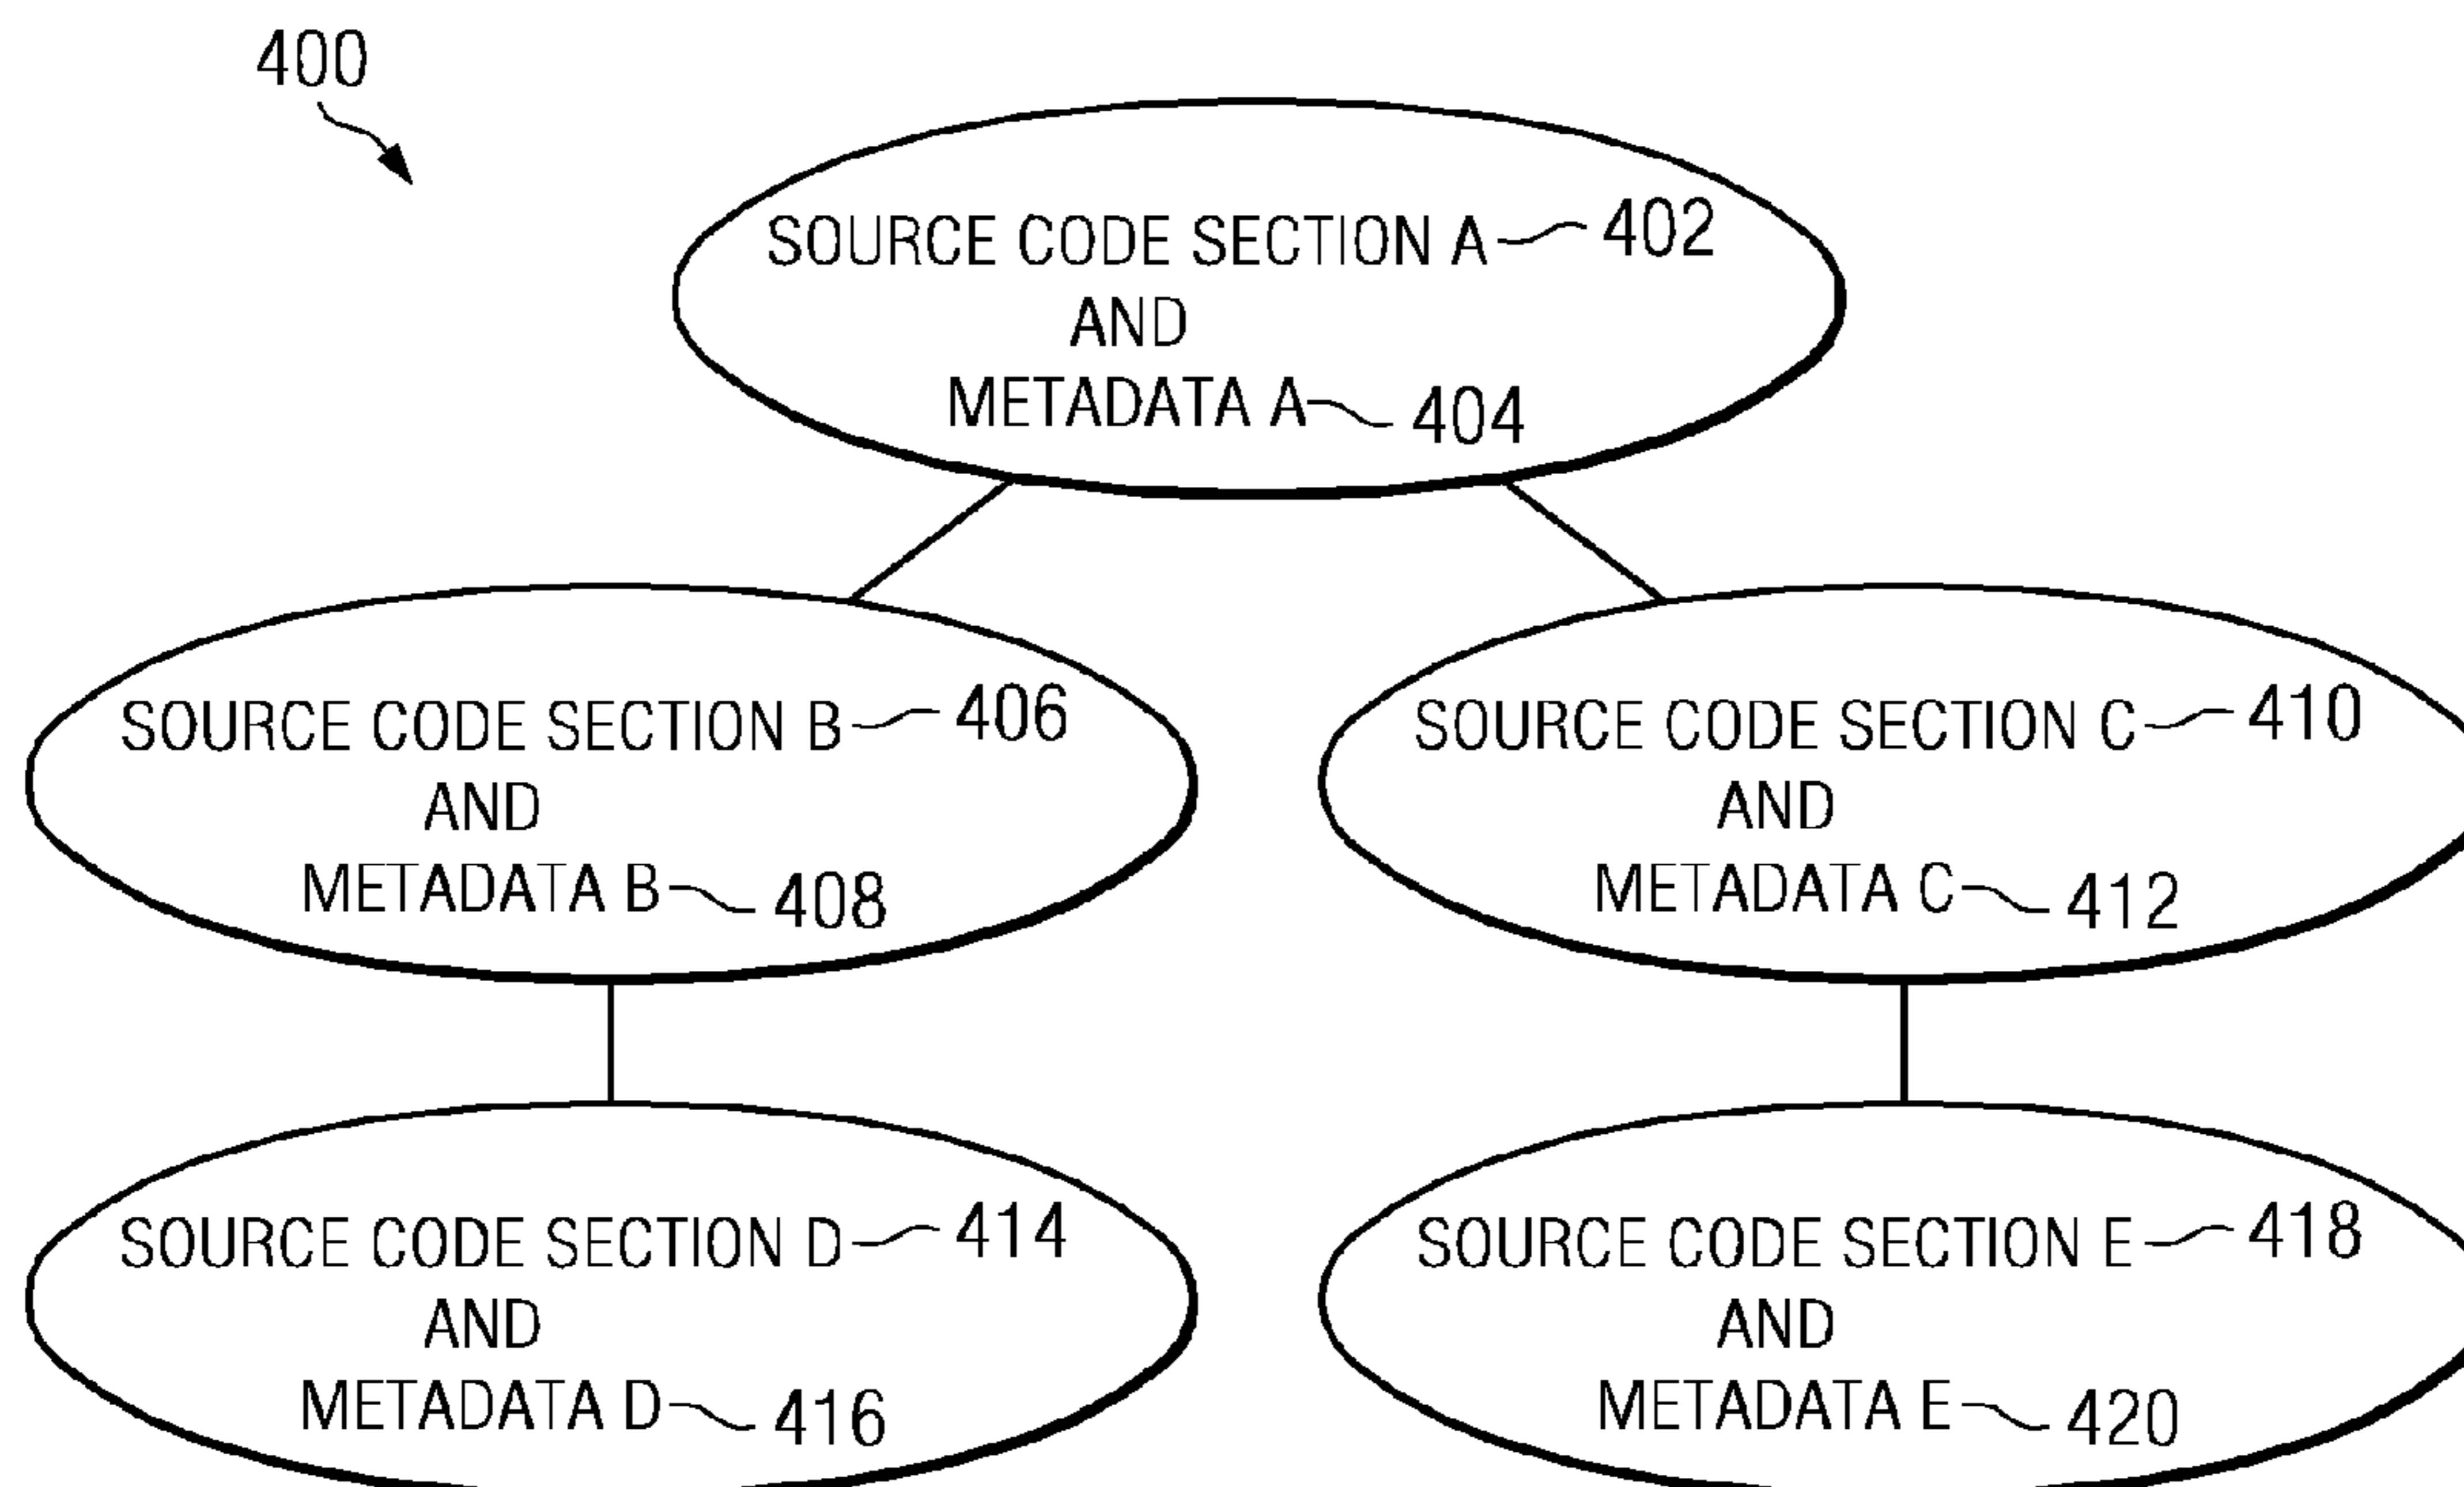 400
SOURCE CODE SECTION A 402
AND
METADATA A 404
SOURCE CODE SECTION B 406
AND
METADATA B 408
SOURCE CODE SECTION C 410
AND
METADATA C 412
SOURCE CODE SECTION D 414
AND
METADATA D 416
SOURCE CODE SECTION E 418
AND
METADATA E 420